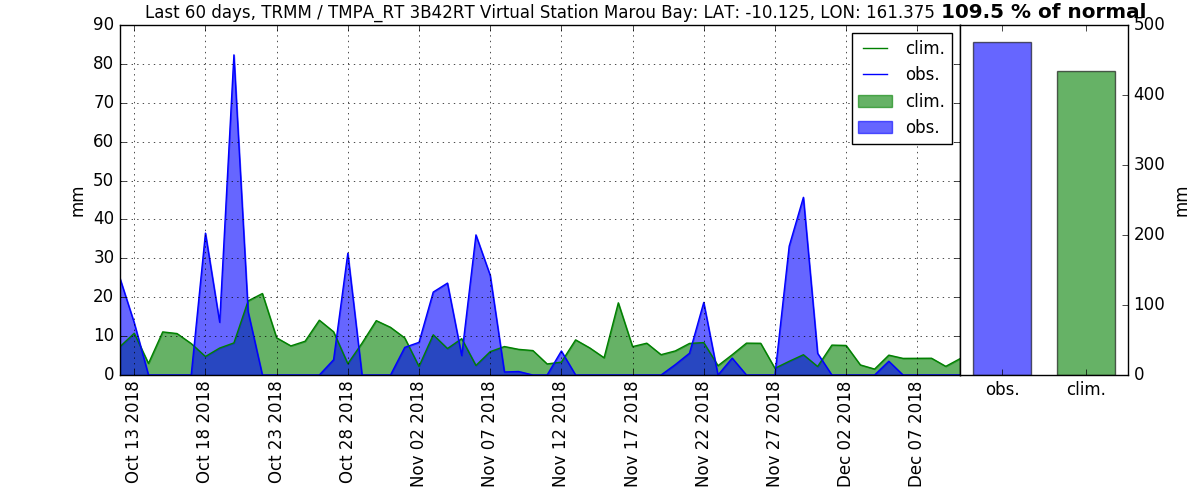 Last 60 days, TRMM / TMPA_RT 3B42RT Virtual Station Marou Bay: LAT: -10.125, LON: 161.375 109.5 % of normal
90
80
70
60
50
40
30
20
10
0
mm
clim.
obs.
clim.
obs.
500
400
300
200
100
0
mm
obs.
clim.
Oct 13 2018
Oct 18 2018
Oct 23 2018
Oct 28 2018
Nov 02 2018
Nov 07 2018
Nov 12 2018
Nov 17 2018
Nov 22 2018
Nov 27 2018
Dec 02 2018
Dec 07 2018